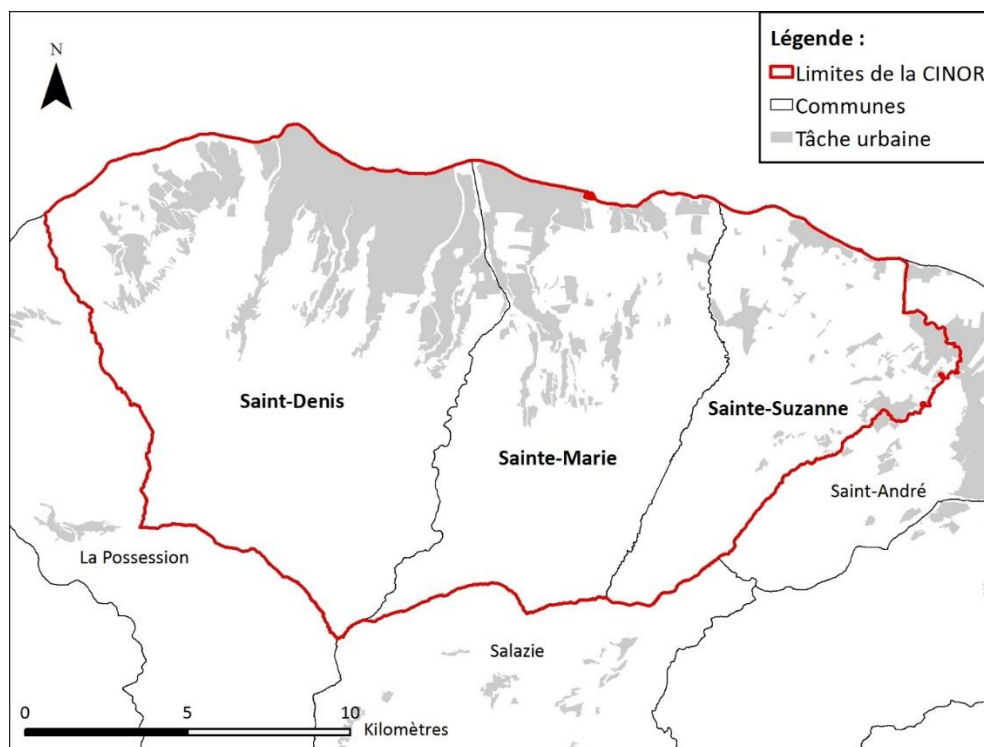 N
Légende :
Limites de la CINOR
Communes
Tâche urbaine
Saint-Denis
Sainte-Marie
Sainte-Suzanne
Saint-André
La Possession
Salazie
0 5 10
Kilomètres